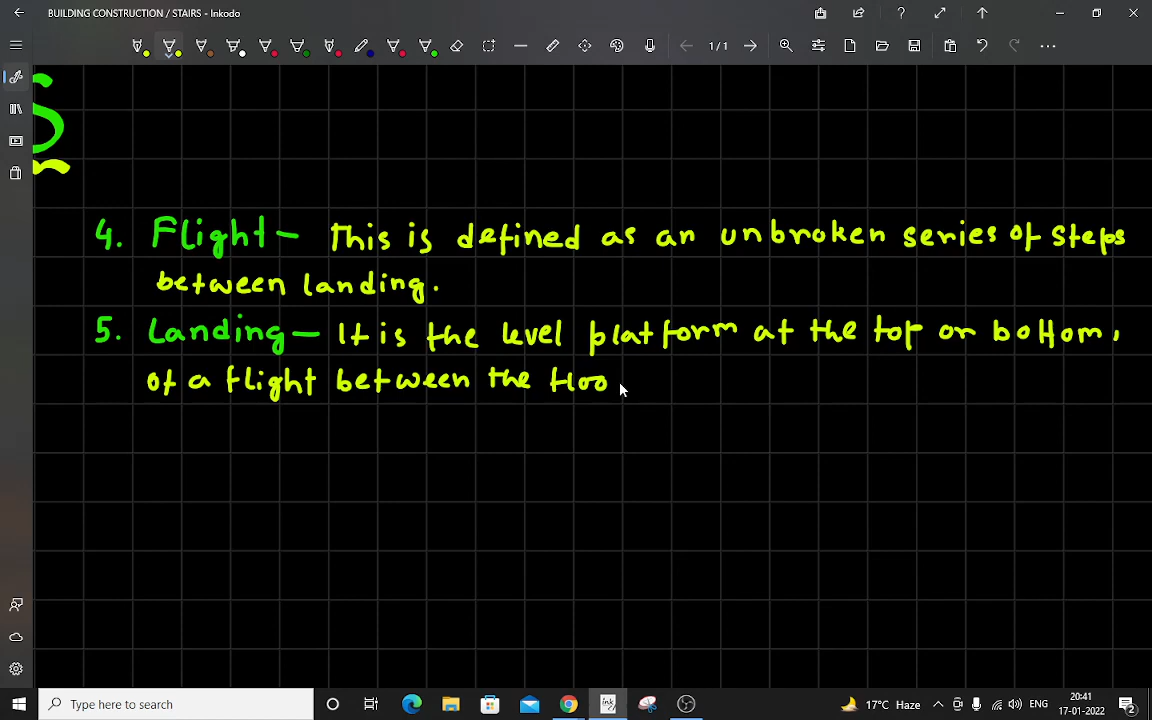 BUILDING CONSTRUCTION / STAIRS - Inkodo
1/1
S
4. Flight - This is defined as an unbroken series of steps
between landing.
5. Landing - It is the level platform at the top or bottom,
of a flight between the floo
Type here to search
ink
17°C Haze
ENG
20:41
17-01-2022
2